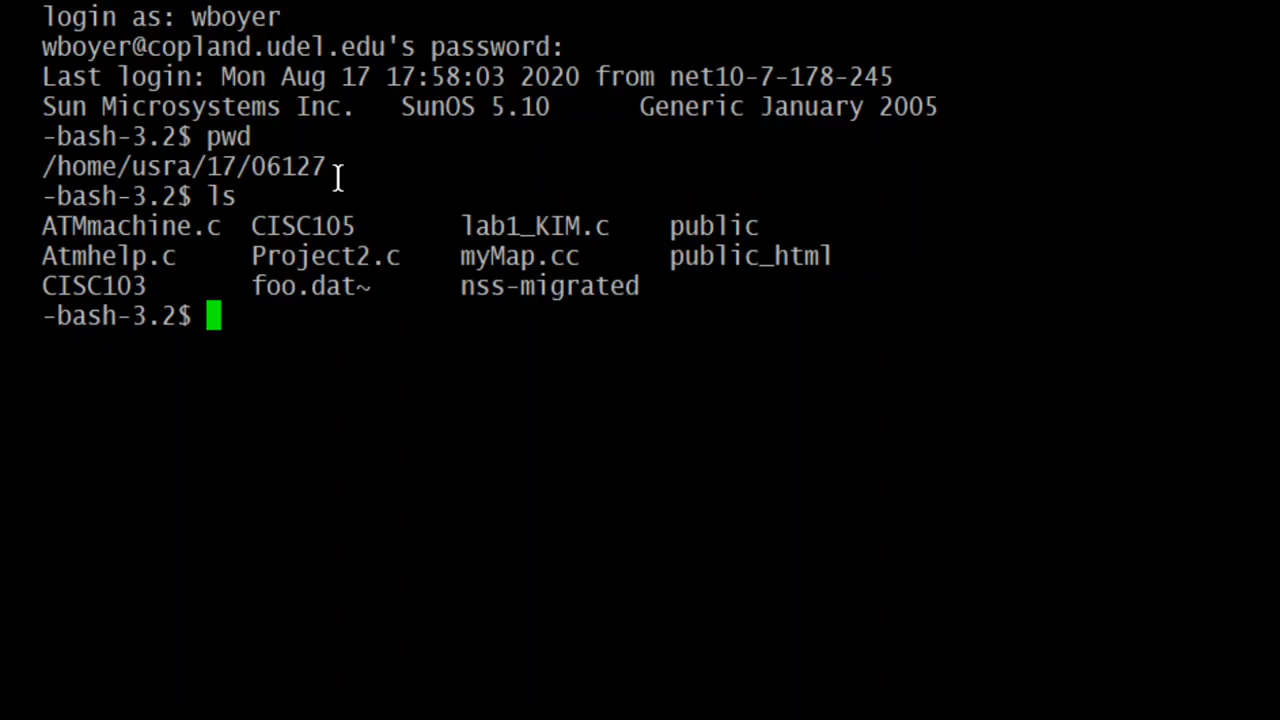 login as: wboyer
wboyer@copland.udel.edu's password:
Last login: Mon Aug 17 17:58:03 2020 from net10-7-178-245
Sun Microsystems Inc.   SunOS 5.10      Generic January 2005
-bash-3.2$ pwd
/home/usra/17/06127
-bash-3.2$ ls
ATMmachine.c  CISC105       lab1_KIM.c    public
Atmhelp.c     Project2.c    myMap.cc      public_html
CISC103       foo.dat~      nss-migrated
-bash-3.2$